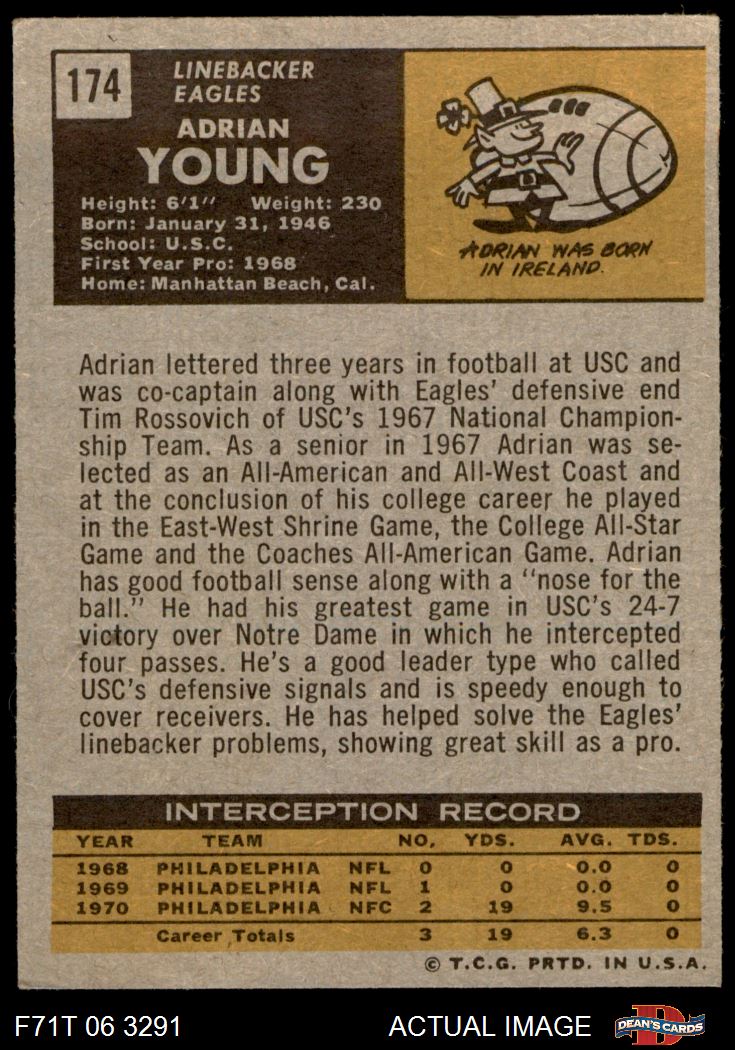 174
LINEBACKER
EAGLES
ADRIAN
YOUNG
Height: 6'1" Weight: 230
Born: January 31, 1946
School: U.S.C.
First Year Pro: 1968
Home: Manhattan Beach, Cal.
ADRIAN WAS BORN
IN IRELAND.
Adrian lettered three years in football at USC and
was co-captain along with Eagles' defensive end
Tim Rossovich of USC's 1967 National Champion-
ship Team. As a senior in 1967 Adrian was se-
lected as an All-American and All-West Coast and
at the conclusion of his college career he played
in the East-West Shrine Game, the College All-Star
Game and the Coaches All-American Game. Adrian
has good football sense along with a "nose for the
ball." He had his greatest game in USC's 24-7
victory over Notre Dame in which he intercepted
four passes. He's a good leader type who called
USC's defensive signals and is speedy enough to
cover receivers. He has helped solve the Eagles'
linebacker problems, showing great skill as a pro.
INTERCEPTION RECORD
YEAR TEAM NO. YDS. AVG. TDS.
1968 PHILADELPHIA NFL 0 0 0.0 0
1969 PHILADELPHIA NFL 1 0 0.0 0
1970 PHILADELPHIA NFC 2 19 9.5 0
Career Totals 3 19 6.3 0
© T.C.G. PRTD. IN U.S.A.
F71T 06 3291 ACTUAL IMAGE DEAN'S CARDS